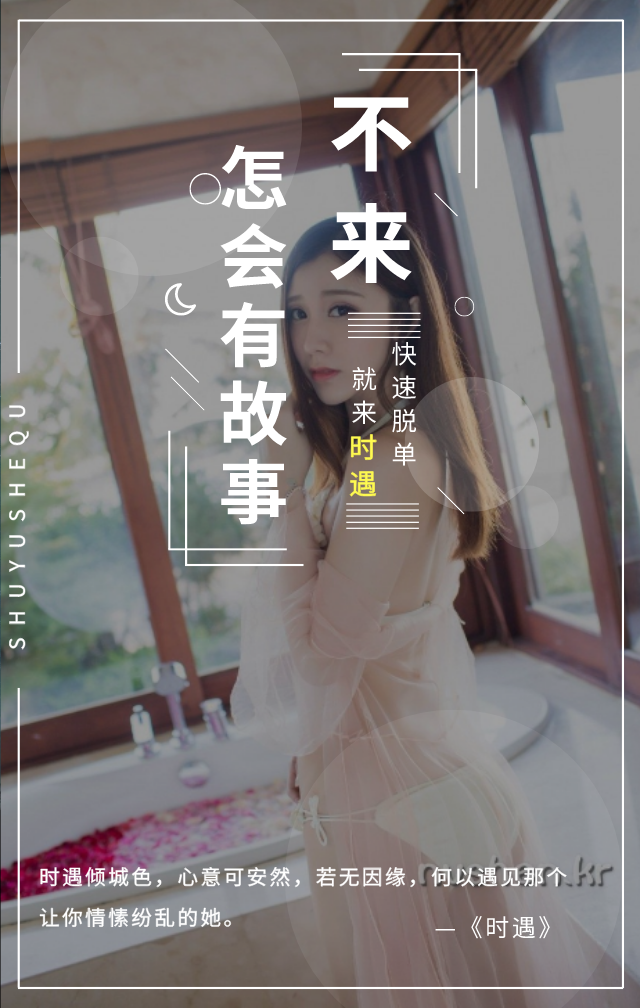 不来
怎会有故事
快速脱单
就来时遇
SHUYUSHEQU
时遇倾城色，心意可安然，若无因缘，何以遇见那个
让你情愫纷乱的她。
—《时遇》